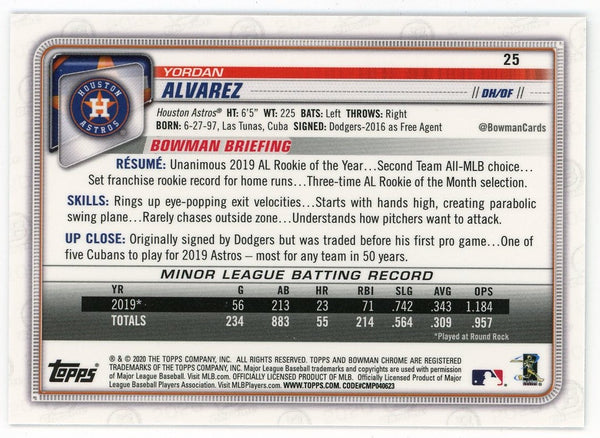 25
YORDAN
ALVAREZ
// DH/OF //
HOUSTON
H
ASTROS
Houston Astros® HT: 6'5" WT: 225 BATS: Left THROWS: Right
BORN: 6-27-97, Las Tunas, Cuba SIGNED: Dodgers-2016 as Free Agent
@BowmanCards
BOWMAN BRIEFING
RÉSUMÉ: Unanimous 2019 AL Rookie of the Year...Second Team All-MLB choice...
Set franchise rookie record for home runs...Three-time AL Rookie of the Month selection.
SKILLS: Rings up eye-popping exit velocities...Starts with hands high, creating parabolic
swing plane...Rarely chases outside zone...Understands how pitchers want to attack.
UP CLOSE: Originally signed by Dodgers but was traded before his first pro game...One of
five Cubans to play for 2019 Astros – most for any team in 50 years.
MINOR LEAGUE BATTING RECORD
YR G AB HR RBI SLG AVG OPS
2019* 56 213 23 71 .742 .343 1.184
TOTALS 234 883 55 214 .564 .309 .957
*Played at Round Rock
Topps
® & © 2020 THE TOPPS COMPANY, INC. ALL RIGHTS RESERVED. TOPPS AND BOWMAN CHROME ARE REGISTERED
TRADEMARKS OF THE TOPPS COMPANY, INC. Major League Baseball trademarks and copyrights are used with permission of
Major League Baseball. Visit MLB.com. OFFICIALLY LICENSED PRODUCT OF MLB. Officially Licensed Product of Major League
Baseball Players Association. Visit MLBPlayers.com. WWW.TOPPS.COM. CODE#CMP040623